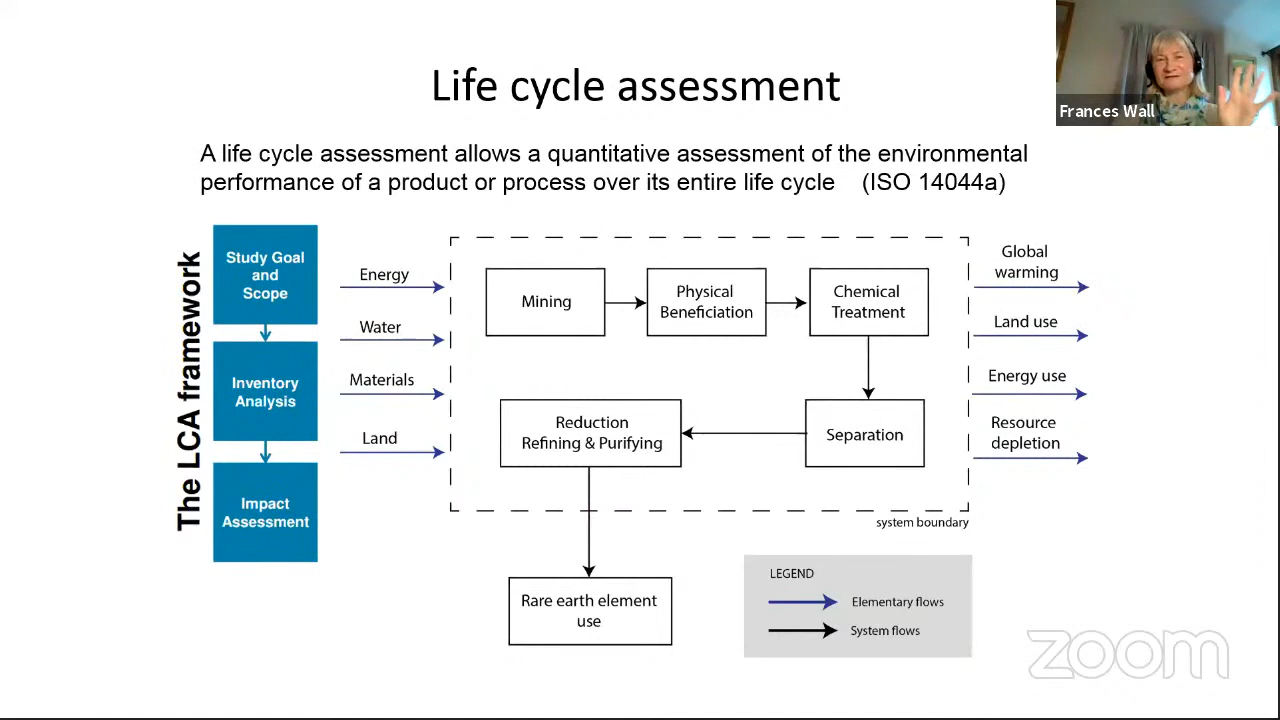 Life cycle assessment
Frances Wall
A life cycle assessment allows a quantitative assessment of the environmental
performance of a product or process over its entire life cycle (ISO 14044a)
The LCA framework
Study Goal
and
Scope
Inventory
Analysis
Impact
Assessment
Energy
Water
Materials
Land
Mining
Physical
Beneficiation
Chemical
Treatment
Reduction
Refining & Purifying
Separation
system boundary
Rare earth element
use
Global
warming
Land use
Energy use
Resource
depletion
LEGEND
Elementary flows
System flows
zoom